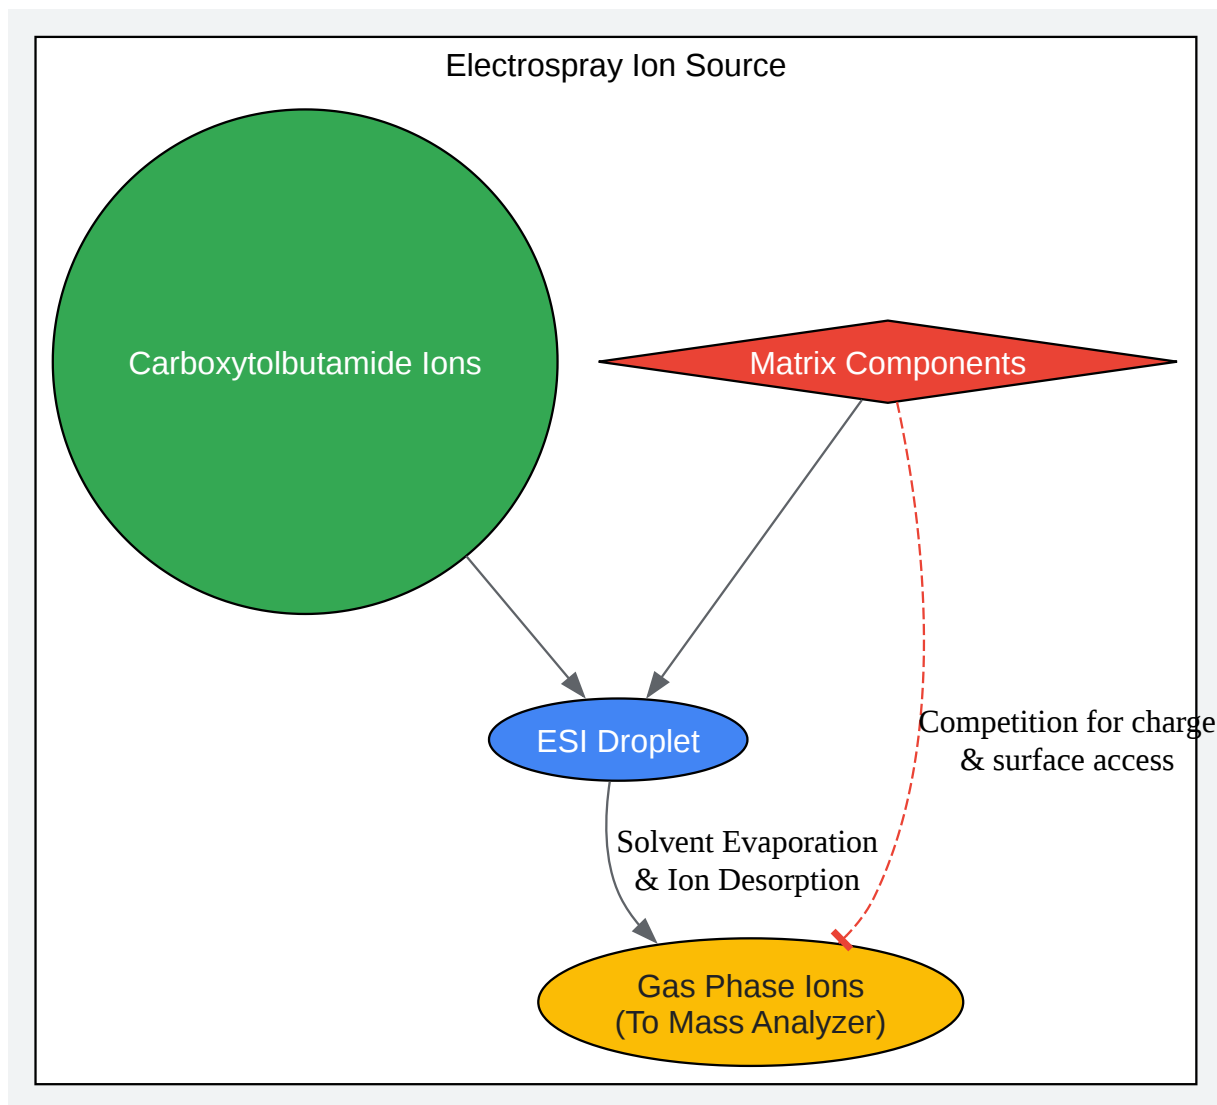 Electrospray Ion Source
Carboxytolbutamide Ions
Matrix Components
Competition for charge
& surface access
ESI Droplet
Solvent Evaporation
& Ion Desorption
Gas Phase Ions
(To Mass Analyzer)